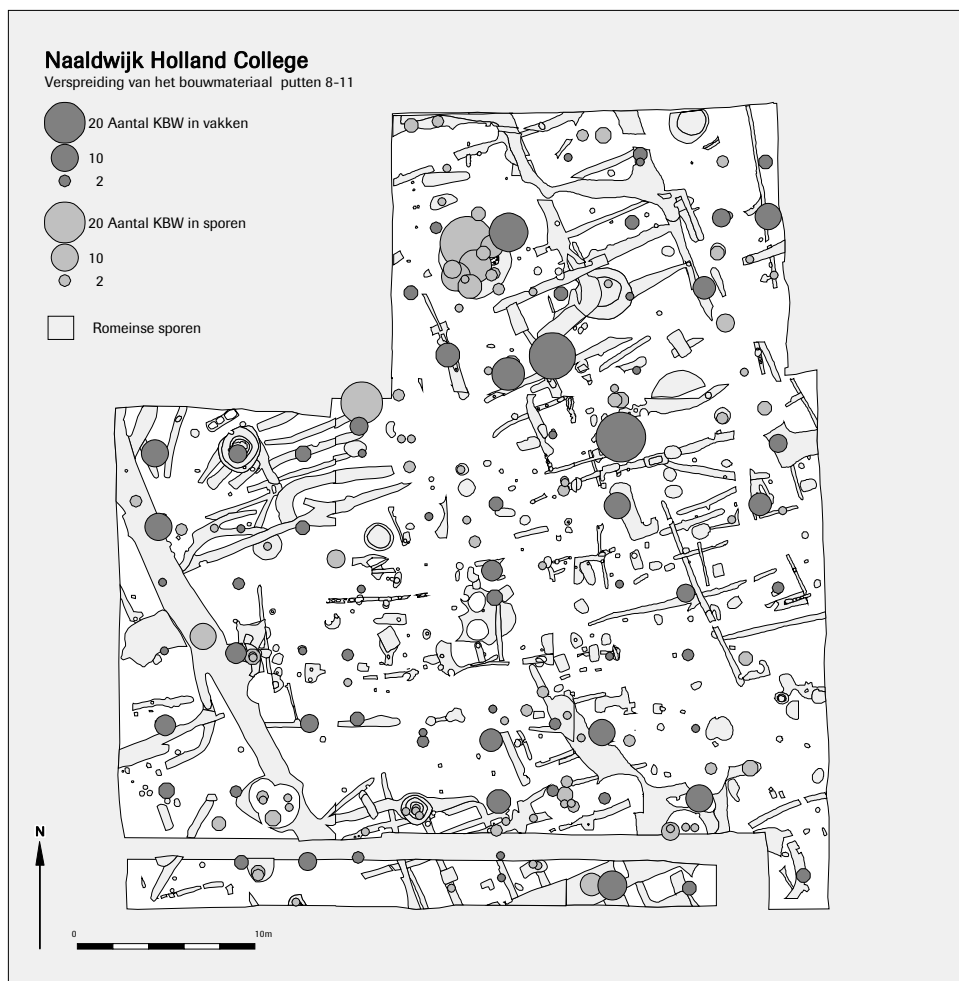 Naaldwijk Holland College
Verspreiding van het bouwmateriaal putten 8-11
20 Aantal KBW in vakken
10
2
20 Aantal KBW in sporen
10
2
Romeinse sporen
N
0 10m